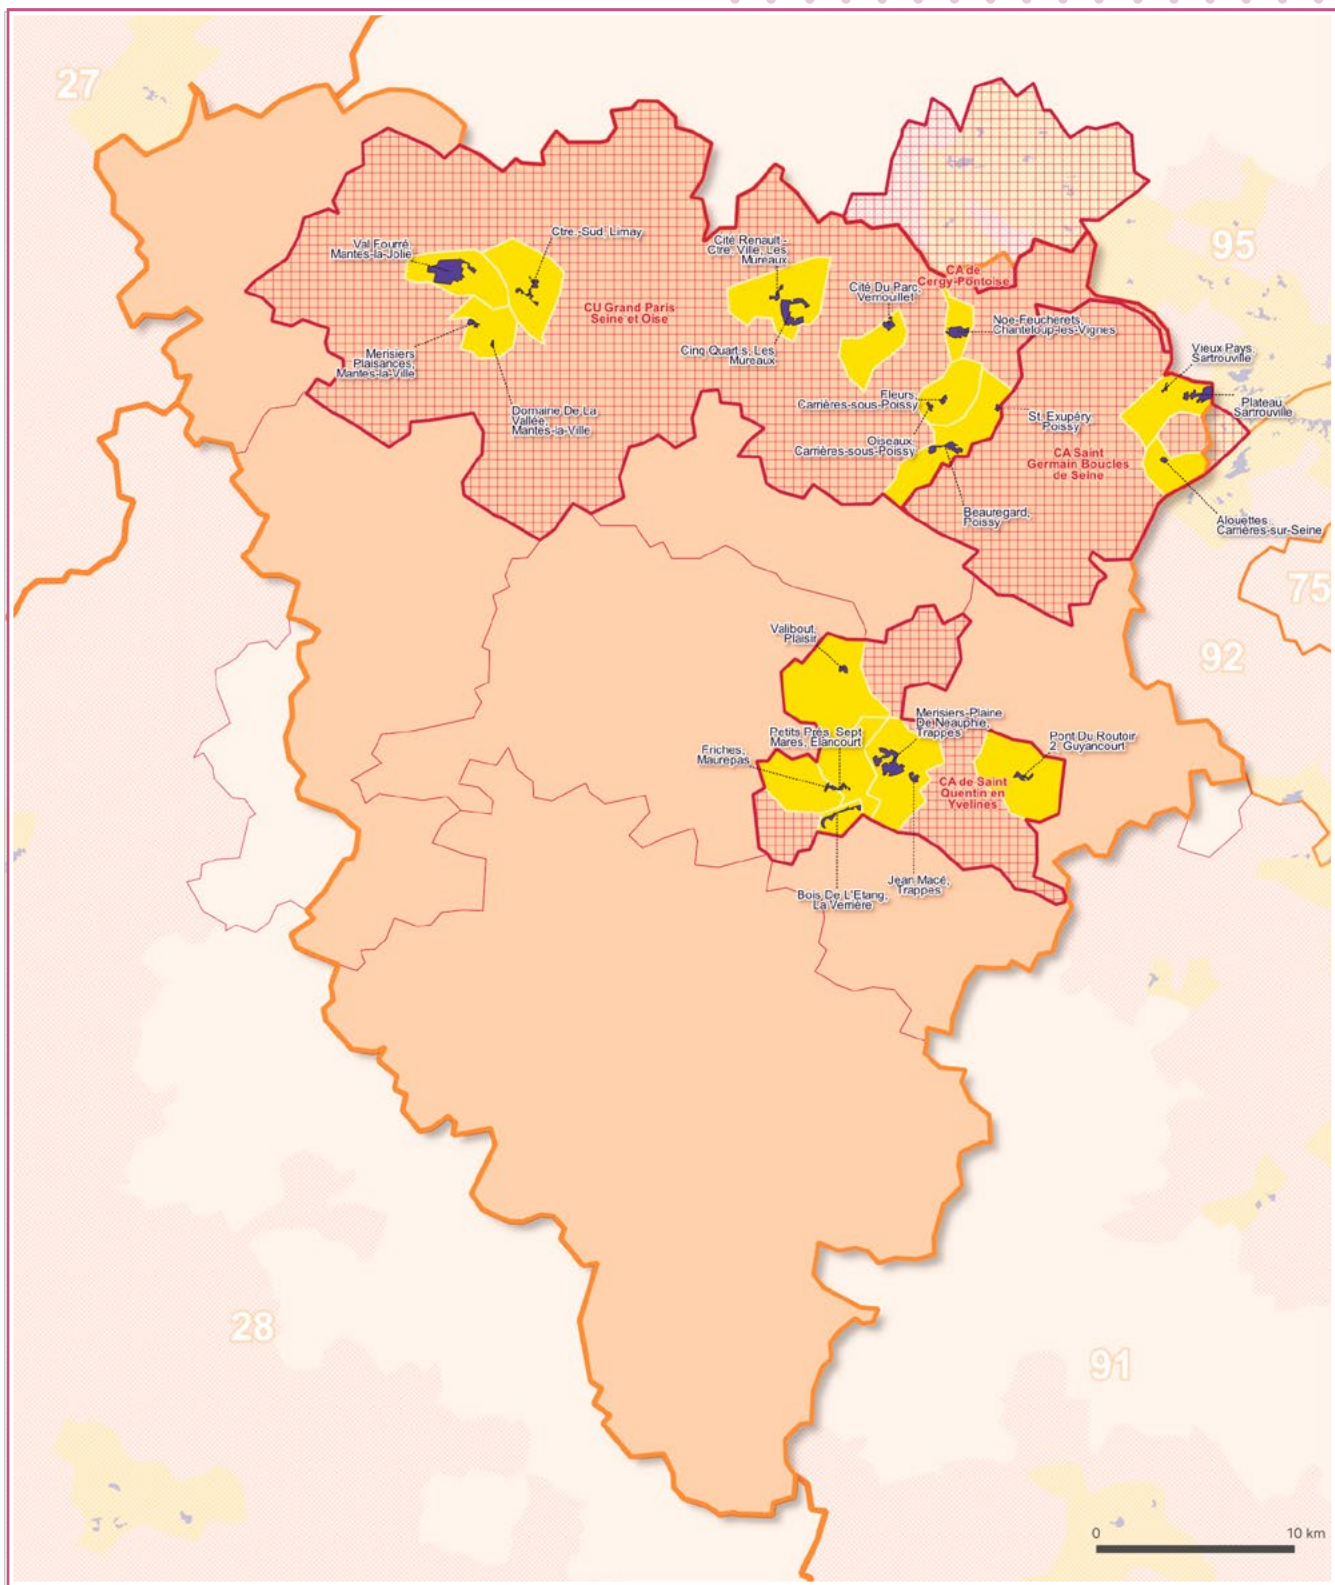 27
95
Val Fourré,
Mantes-la-Jolie
Ctre.-Sud, Limay
Cité Renault -
Ctre. Ville, Les
Mureaux
CA de
Cergy-Pontoise
Cité Du Parc,
Vernouillet
CU Grand Paris
Seine et Oise
Noe-Feucherets,
Chanteloup-les-Vignes
Cinq Quart.s, Les
Mureaux
Vieux Pays,
Sartrouville
Merisiers
Plaisances,
Mantes-la-Ville
Fleurs,
Carrières-sous-Poissy
Plateau
Sartrouville
Domaine De La
Vallée,
Mantes-la-Ville
St. Exupéry,
Poissy
Oiseaux,
Carrières-sous-Poissy
CA Saint
Germain Boucles
de Seine
Beauregard,
Poissy
Alouettes
Carrières-sur-Seine
75
92
Valibout,
Plaisir
Merisiers-Plaine
De Neauphle,
Trappes
Petits Prés, Sept
Mares, Élancourt
Pont Du Routoir
2, Guyancourt
Friches,
Maurepas
CA de Saint
Quentin en
Yvelines
Jean Macé,
Trappes
Bois De L'Etang,
La Verrière
28
91
0 10 km